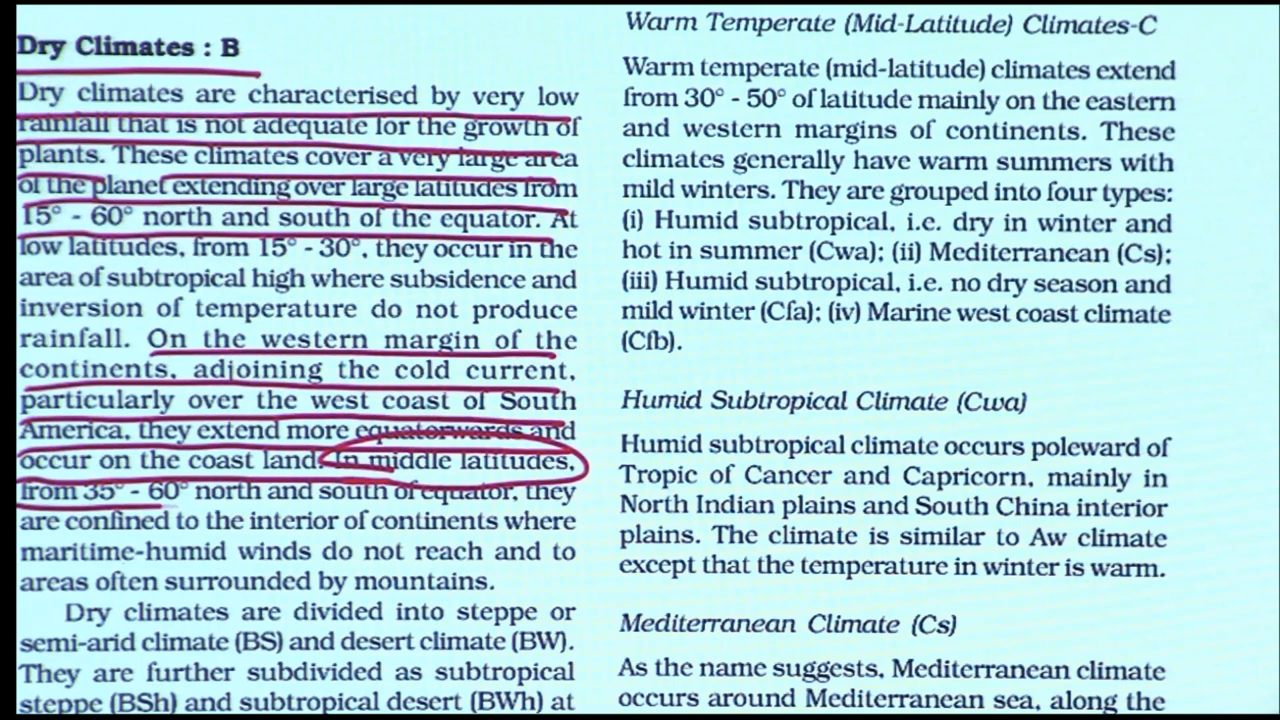 Dry Climates : B
Dry climates are characterised by very low
rainfall that is not adequate for the growth of
plants. These climates cover a very large area
of the planet extending over large latitudes from
15° - 60° north and south of the equator. At
low latitudes, from 15° - 30°, they occur in the
area of subtropical high where subsidence and
inversion of temperature do not produce
rainfall. On the western margin of the
continents, adjoining the cold current,
particularly over the west coast of South
America, they extend more equatorwards and
occur on the coast land. In middle latitudes,
from 35° - 60° north and south of equator, they
are confined to the interior of continents where
maritime-humid winds do not reach and to
areas often surrounded by mountains.
Dry climates are divided into steppe or
semi-arid climate (BS) and desert climate (BW).
They are further subdivided as subtropical
steppe (BSh) and subtropical desert (BWh) at
Warm Temperate (Mid-Latitude) Climates-C
Warm temperate (mid-latitude) climates extend
from 30° - 50° of latitude mainly on the eastern
and western margins of continents. These
climates generally have warm summers with
mild winters. They are grouped into four types:
(i) Humid subtropical, i.e. dry in winter and
hot in summer (Cwa); (ii) Mediterranean (Cs);
(iii) Humid subtropical, i.e. no dry season and
mild winter (Cfa); (iv) Marine west coast climate
(Cfb).
Humid Subtropical Climate (Cwa)
Humid subtropical climate occurs poleward of
Tropic of Cancer and Capricorn, mainly in
North Indian plains and South China interior
plains. The climate is similar to Aw climate
except that the temperature in winter is warm.
Mediterranean Climate (Cs)
As the name suggests, Mediterranean climate
occurs around Mediterranean sea, along the